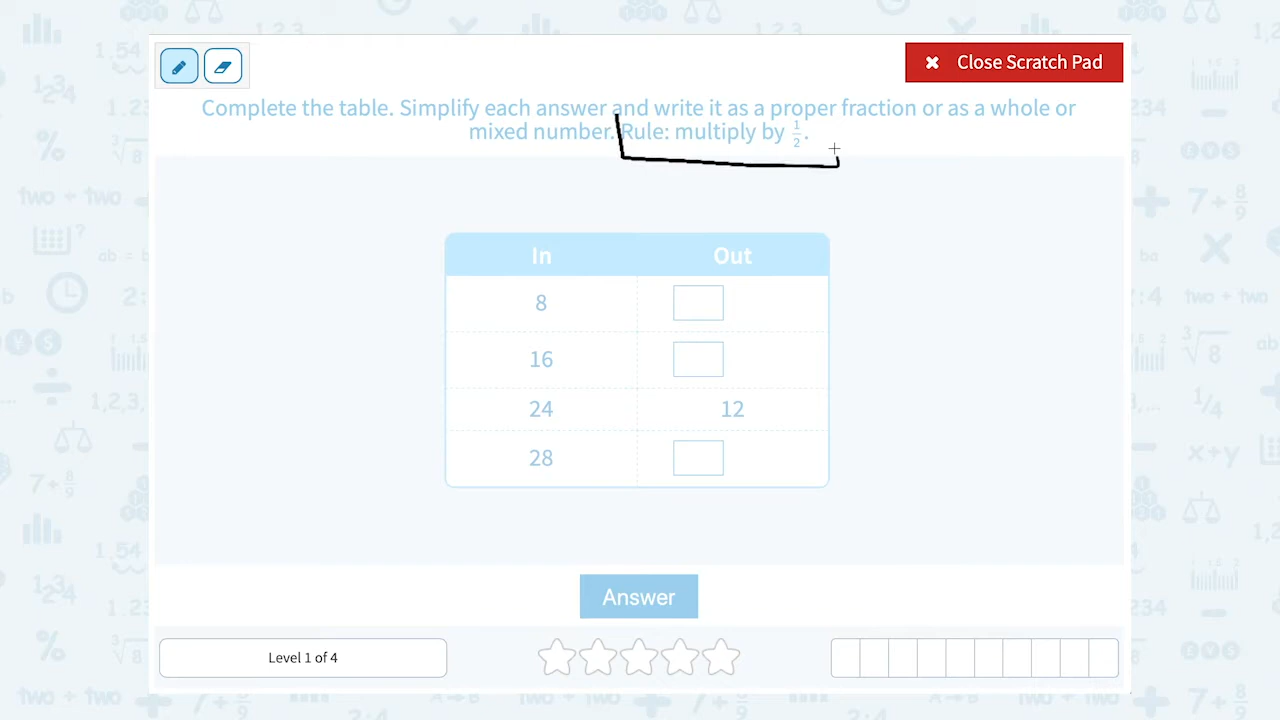 Close Scratch Pad
Complete the table. Simplify each answer and write it as a proper fraction or as a whole or
mixed number. Rule: multiply by 1/2.
In Out
8
16
24 12
28
Answer
Level 1 of 4